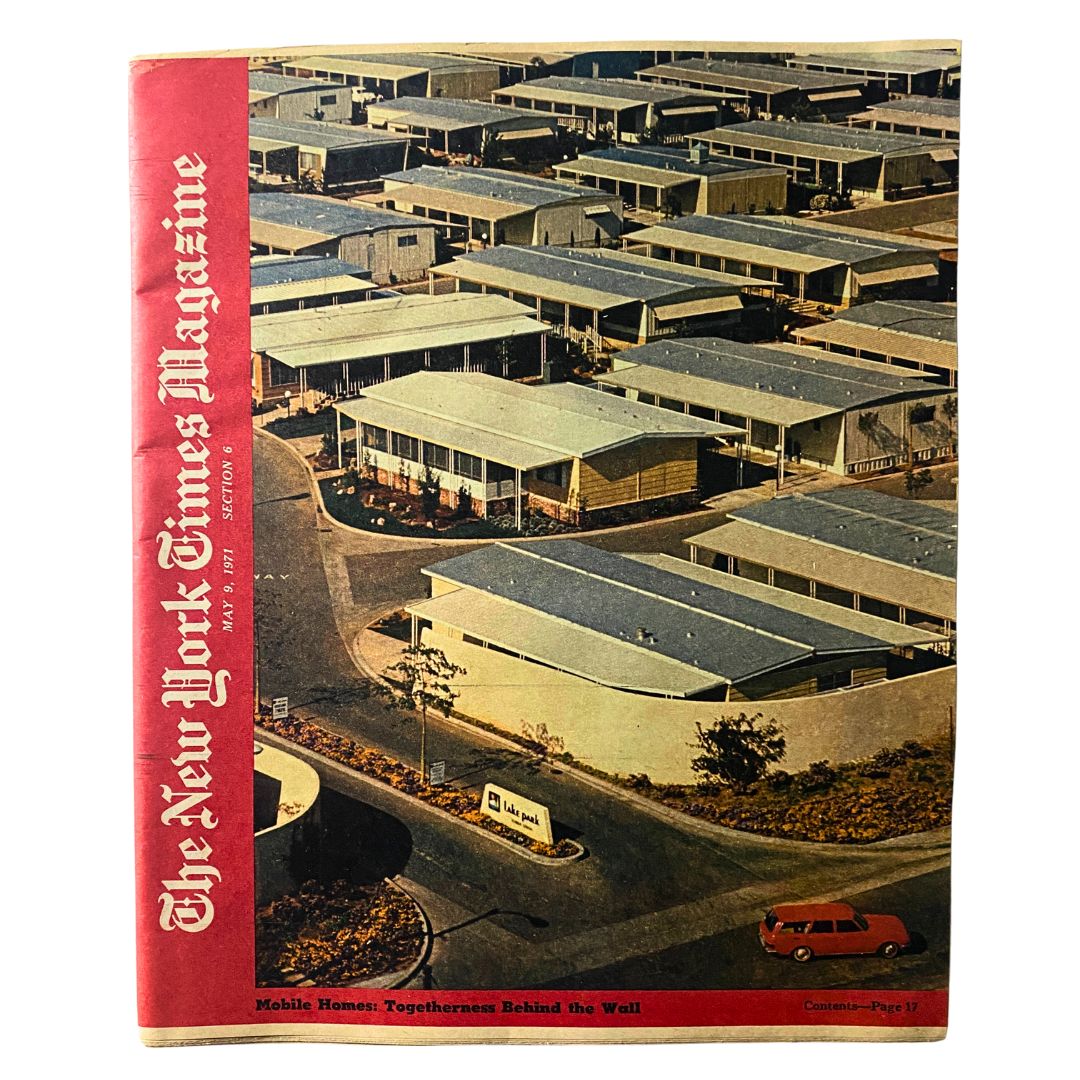 The New York Times Magazine
MAY 9, 1971 SECTION 6
WAY
lake park
Mobile Homes: Togetherness Behind the Wall
Contents—Page 17